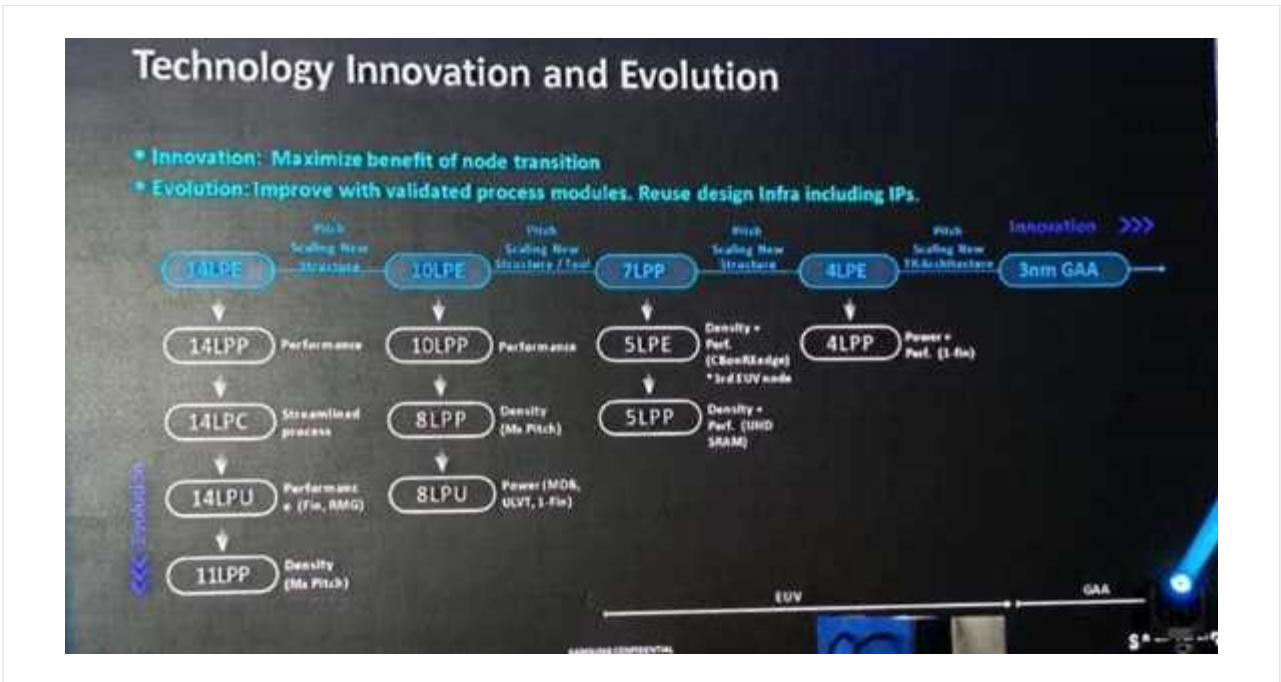 Technology Innovation and Evolution
• Innovation: Maximize benefit of node transition
• Evolution: Improve with validated process modules. Reuse design Infra including IPs.
Innovation >>>
Pitch
Scaling New
Structure
Pitch
Scaling New
Structure / Tool
Pitch
Scaling New
Structure
Pitch
Scaling New
TR Architecture
14LPE
10LPE
7LPP
4LPE
3nm GAA
14LPP
Performance
10LPP
Performance
5LPE
Density +
Perf.
(CBonRXedge)
*3rd EUV node
4LPP
Power +
Perf. (1-fin)
14LPC
Streamlined
process
8LPP
Density
(Mx Pitch)
5LPP
Density +
Perf. (UHD
SRAM)
14LPU
Performanc
e (Fin, RMG)
8LPU
Power (MDB,
ULVT, 1-Fin)
11LPP
Density
(Mx Pitch)
<<< Evolution
EUV
GAA
SAMSUNG CONFIDENTIAL